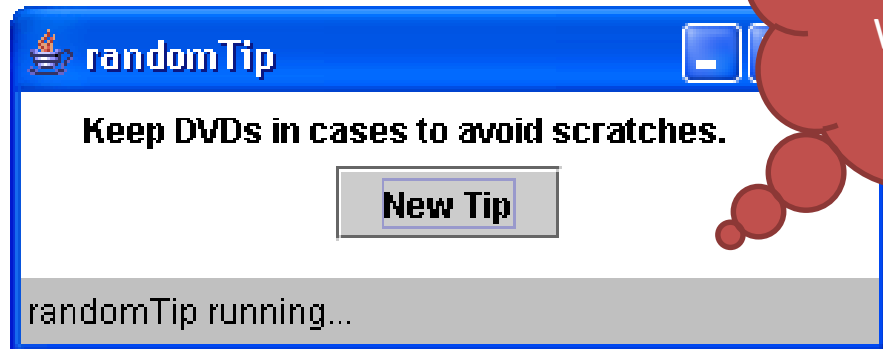 randomTip
Keep DVDs in cases to avoid scratches.
New Tip
randomTip running...